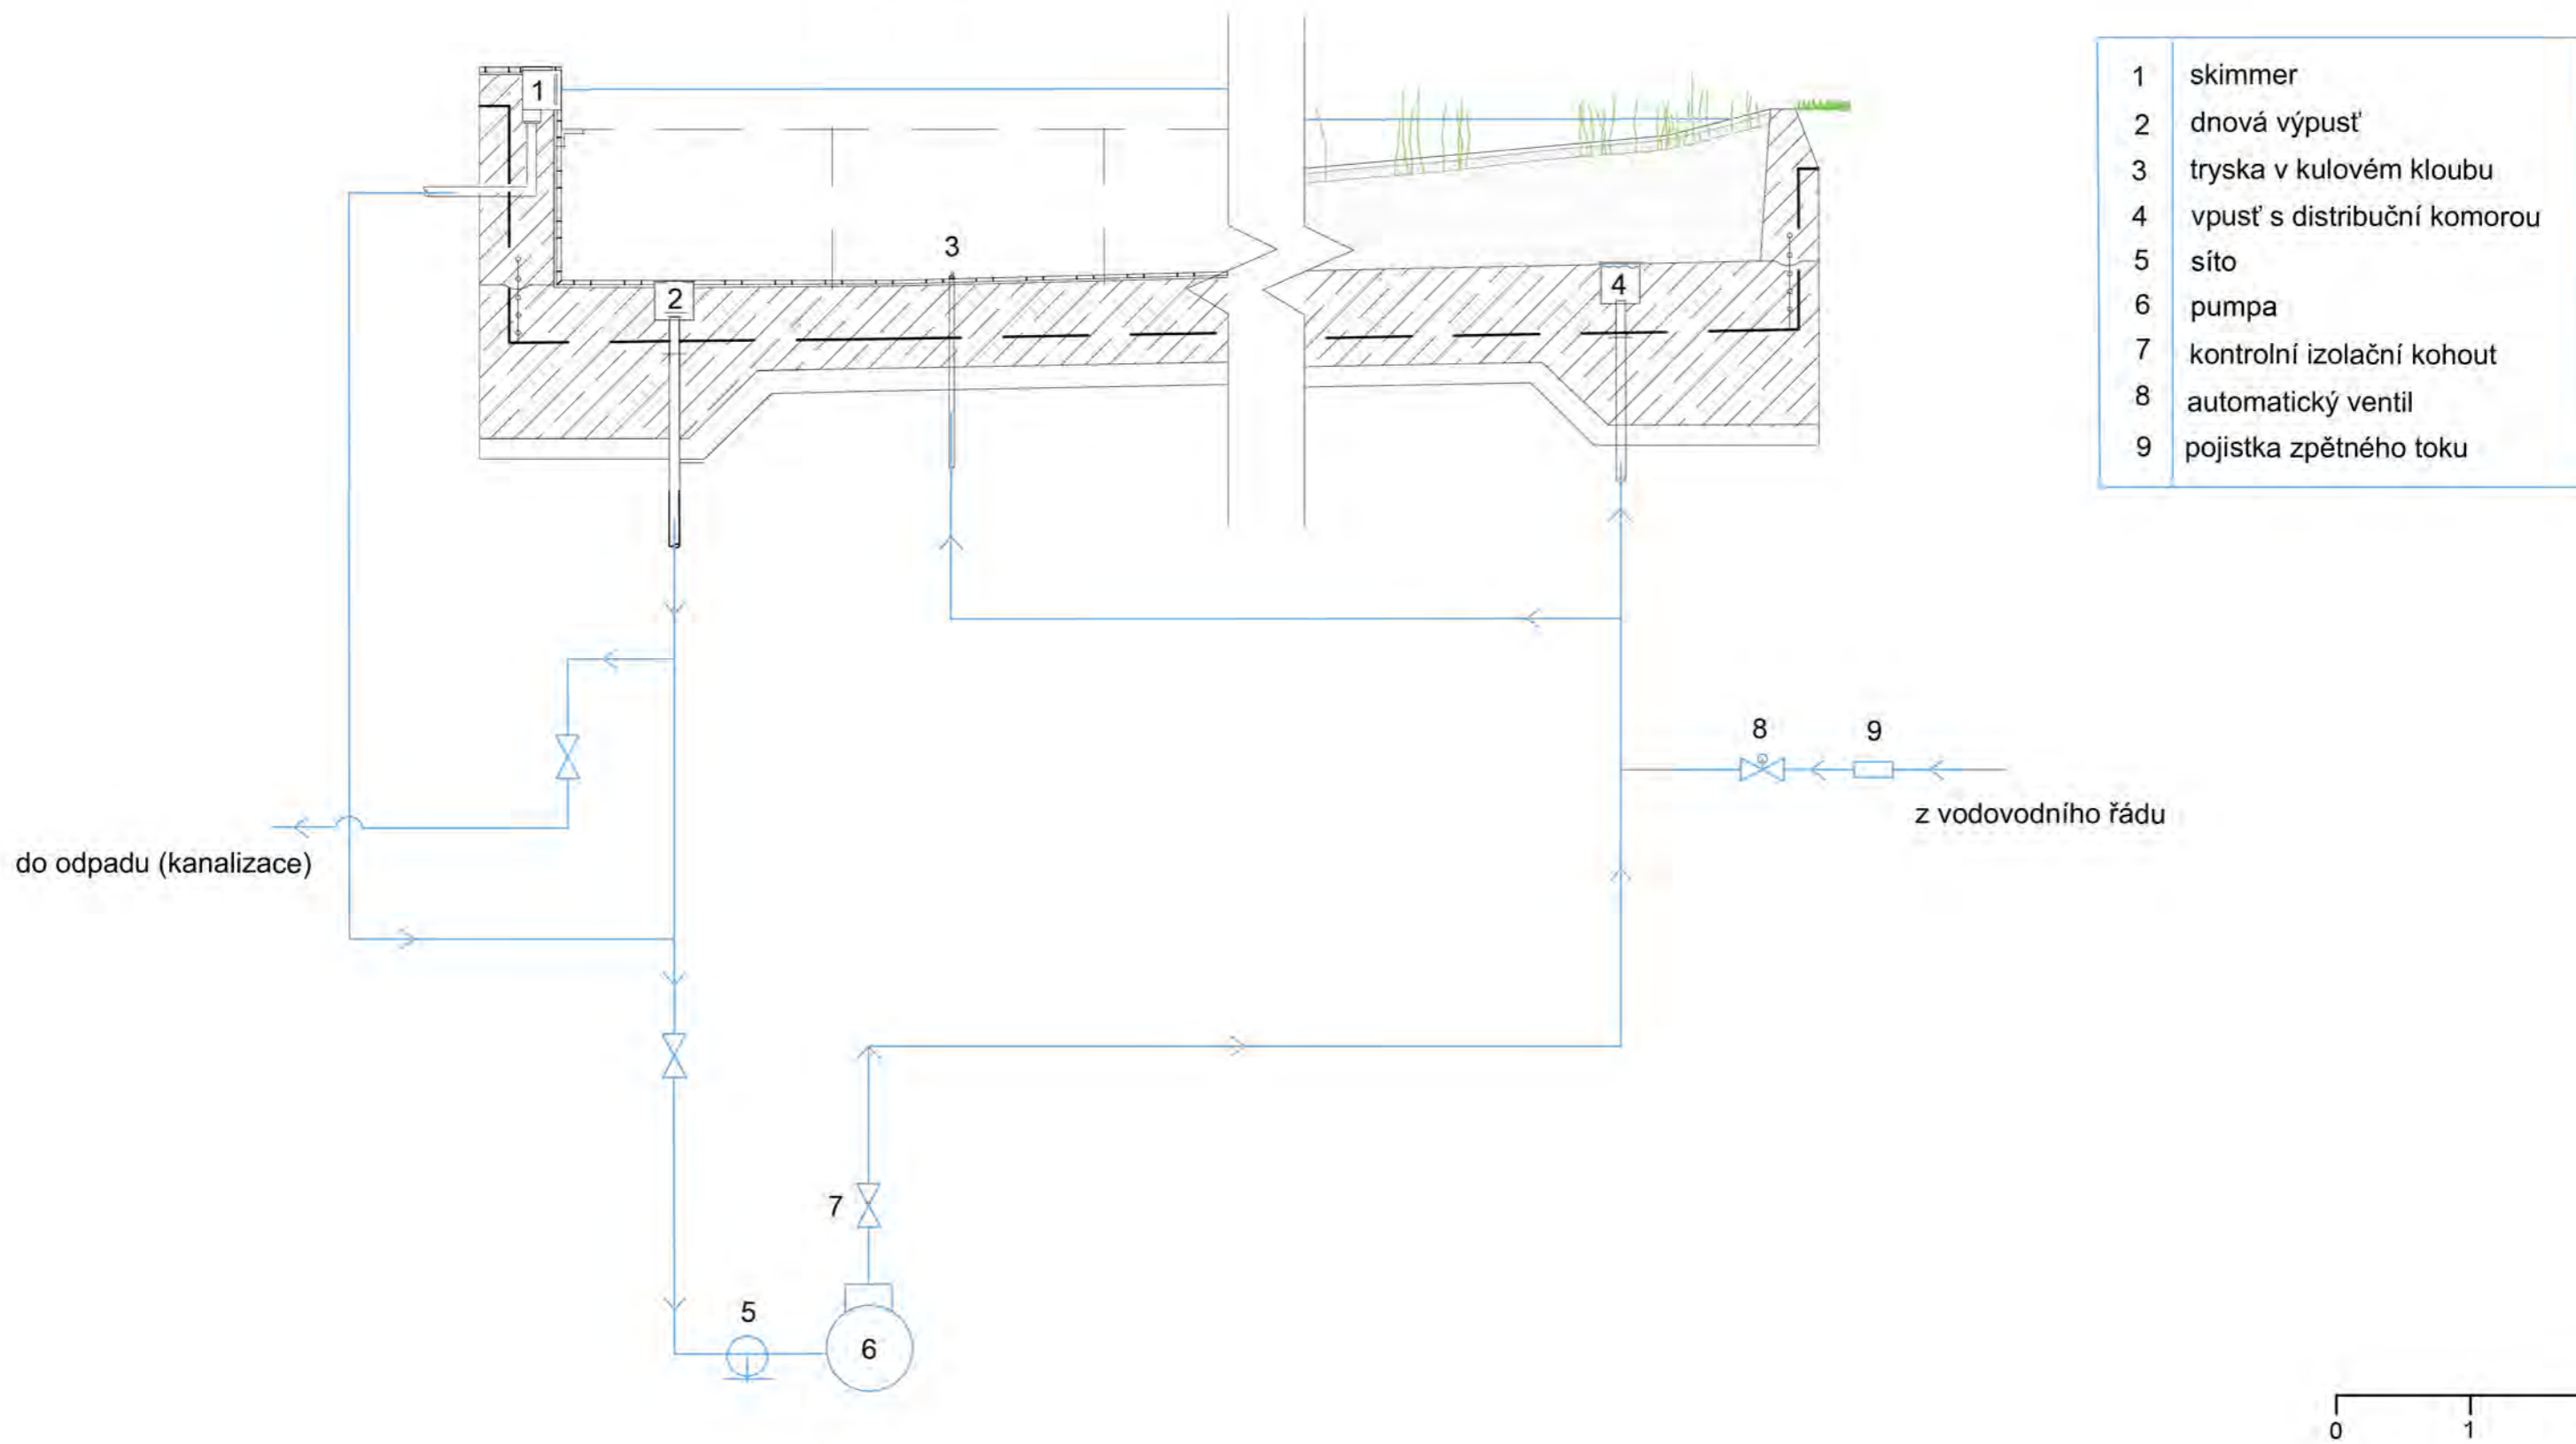 1 skimmer
2 dnová výpusť
3 tryska v kulovém kloubu
4 vpusť s distribuční komorou
5 síto
6 pumpa
7 kontrolní izolační kohout
8 automatický ventil
9 pojistka zpětného toku
1
3
2
4
8 9
z vodovodního řádu
do odpadu (kanalizace)
7
5
6
0 1